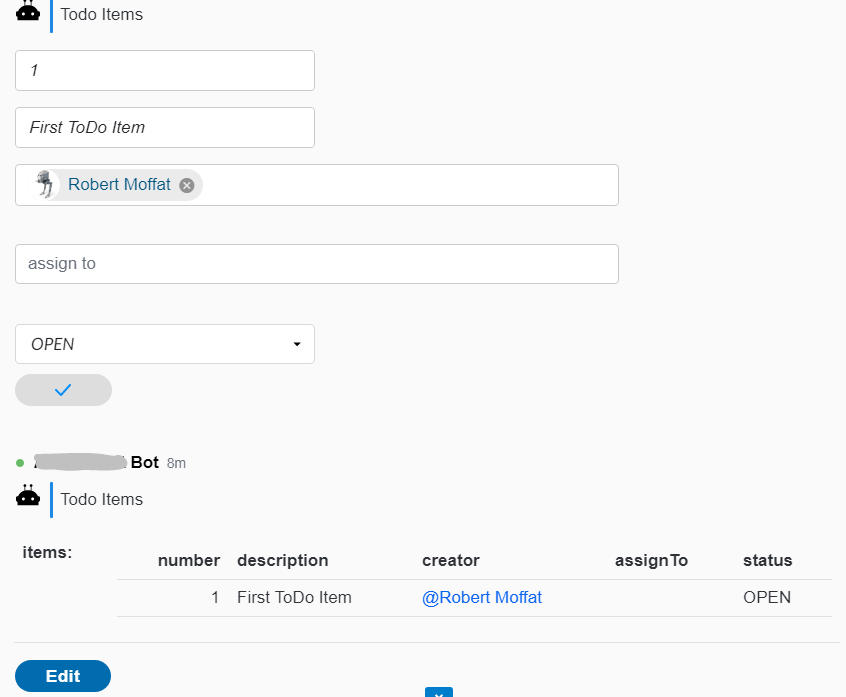 Todo Items
1
First ToDo Item
Robert Moffat
assign to
OPEN
Bot 8m
Todo Items
items:
number description creator assignTo status
1 First ToDo Item @Robert Moffat OPEN
Edit